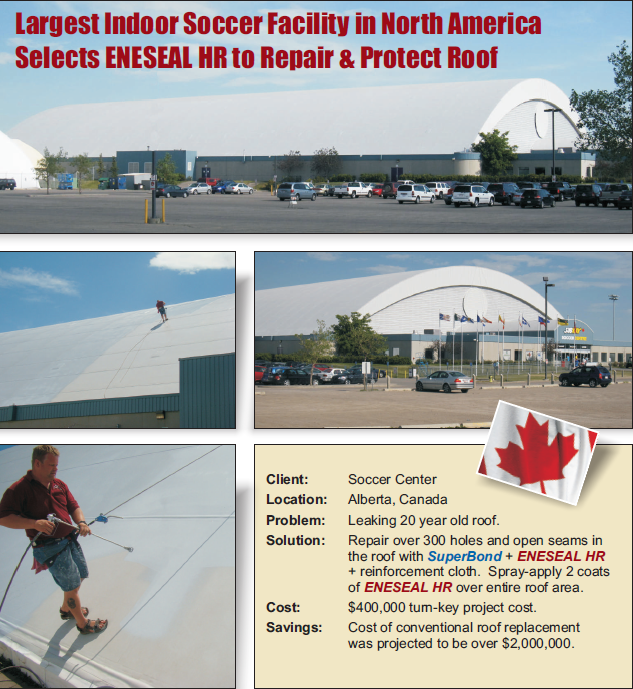 Largest Indoor Soccer Facility in North America
Selects ENESEAL HR to Repair & Protect Roof
Client: Soccer Center
Location: Alberta, Canada
Problem: Leaking 20 year old roof.
Solution: Repair over 300 holes and open seams in
the roof with SuperBond + ENESEAL HR
+ reinforcement cloth. Spray-apply 2 coats
of ENESEAL HR over entire roof area.
Cost: $400,000 turn-key project cost.
Savings: Cost of conventional roof replacement
was projected to be over $2,000,000.